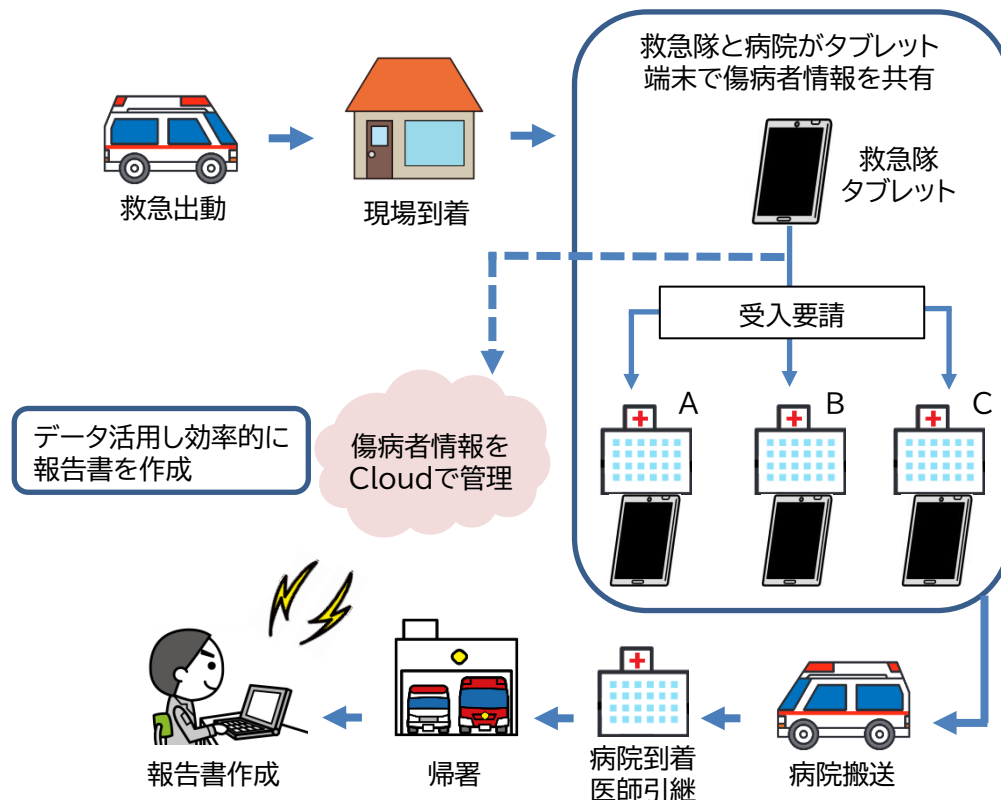 救急隊と病院がタブレット
端末で傷病者情報を共有
救急隊
タブレット
救急出動
現場到着
受入要請
A
B
C
データ活用し効率的に
報告書を作成
傷病者情報を
Cloudで管理
報告書作成
帰署
病院到着
医師引継
病院搬送